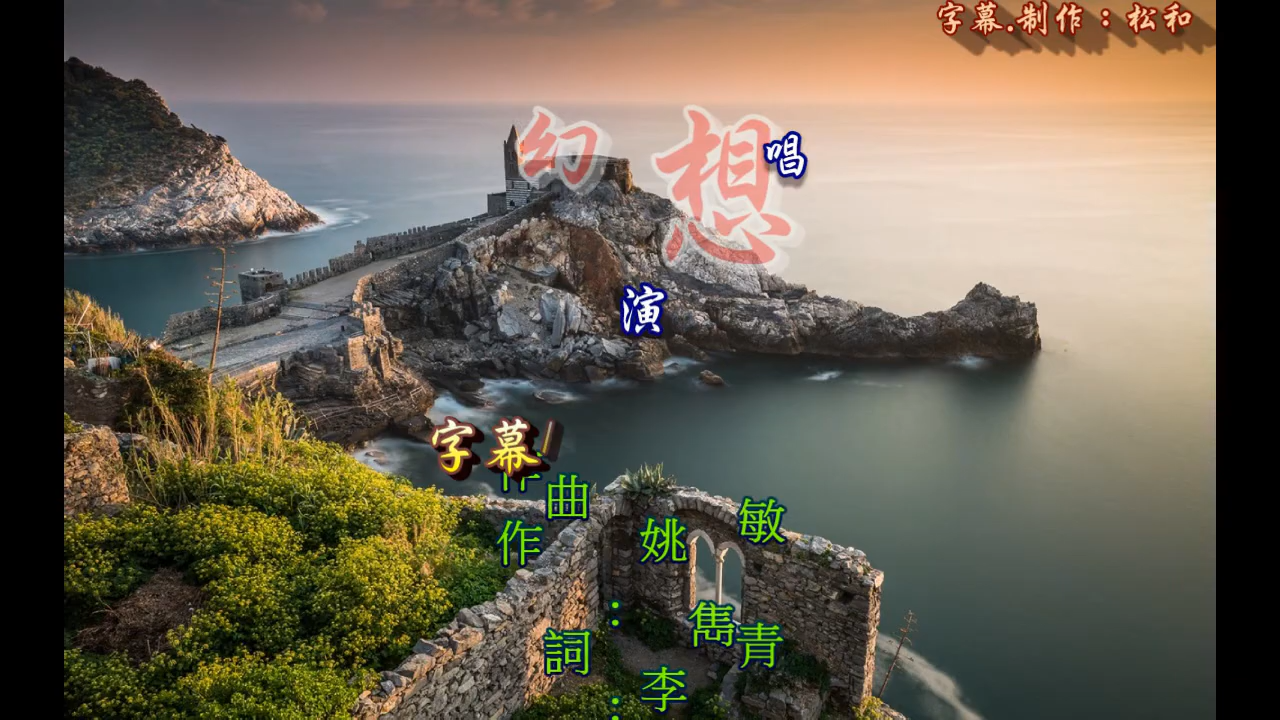 字幕.制作：松和
幻想
演唱
字幕
作曲：姚敏
作詞：李雋青